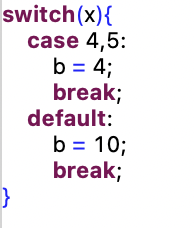 switch(x){
    case 4,5:
        b = 4;
        break;
    default:
        b = 10;
        break;
}